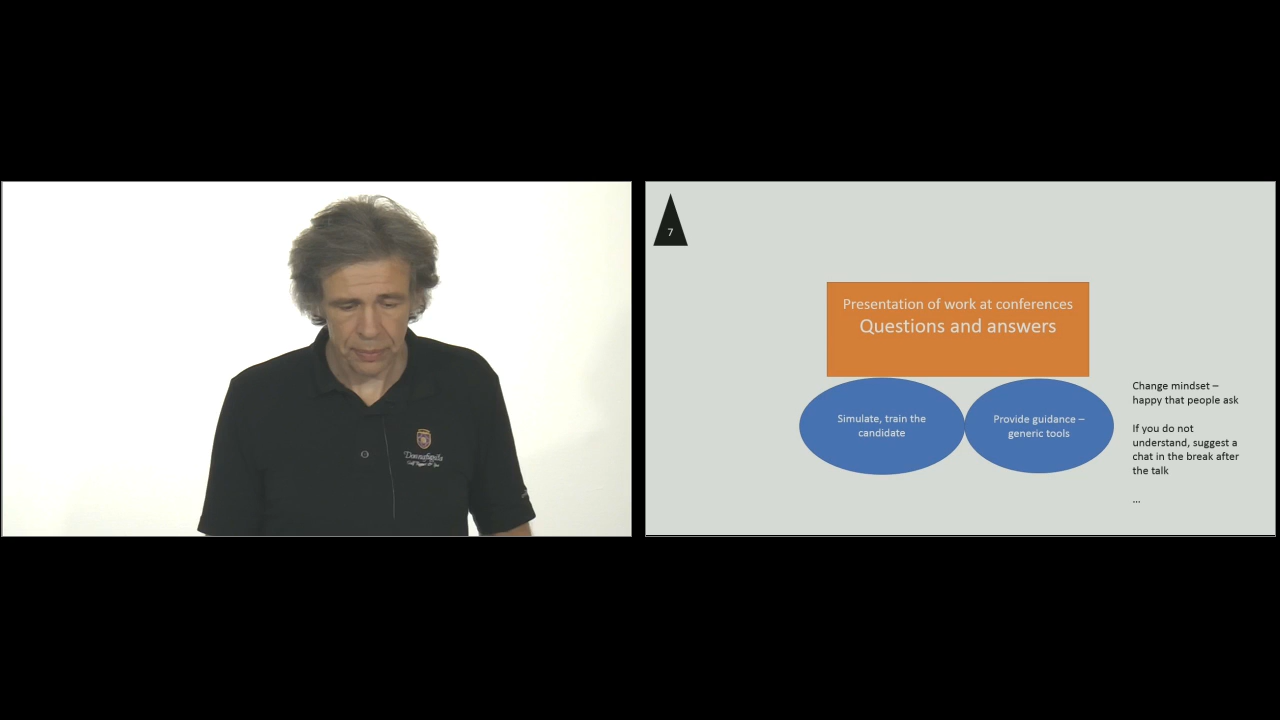 7
Presentation of work at conferences
Questions and answers
Simulate, train the
candidate
Provide guidance –
generic tools
Change mindset –
happy that people ask
If you do not
understand, suggest a
chat in the break after
the talk
...